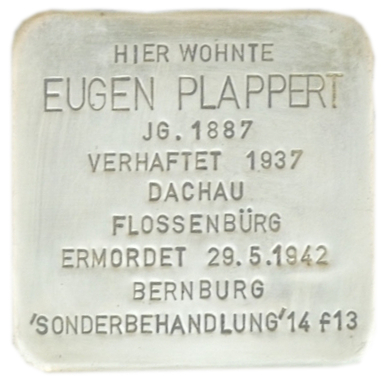 HIER WOHNTE
EUGEN PLAPPERT
JG. 1887
VERHAFTET 1937
DACHAU
FLOSSENBÜRG
ERMORDET 29.5.1942
BERNBURG
'SONDERBEHANDLUNG'14 f13